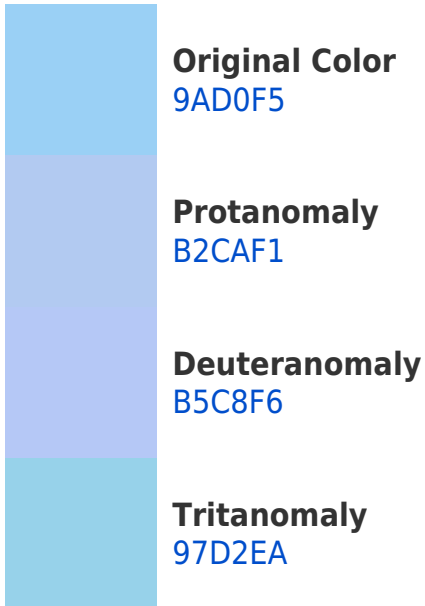 Original Color
9AD0F5
Protanomaly
B2CAF1
Deuteranomaly
B5C8F6
Tritanomaly
97D2EA